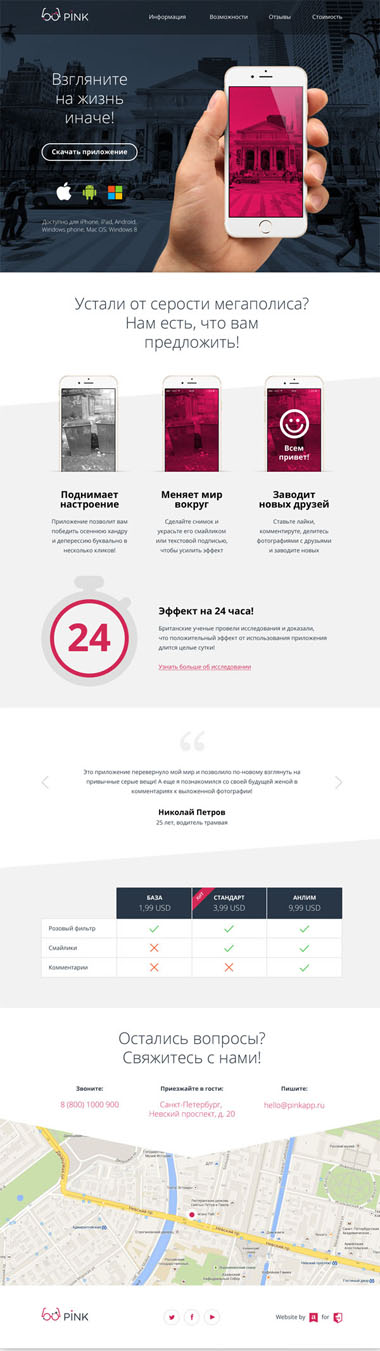 PINK
Информация Возможности Отзывы Стоимость
Взгляните
на жизнь
иначе!
Скачать приложение
Доступно для iPhone, iPad, Android,
Windows phone, Mac OS, Windows 8
Устали от серости мегаполиса?
Нам есть, что вам
предложить!
Всем
привет!
Поднимает
настроение
Приложение позволит вам
победить осеннюю хандру
и депрессию буквально в
несколько кликов!
Меняет мир
вокруг
Сделайте снимок и
украсьте его смайликом
или текстовой подписью,
чтобы усилить эффект
Заводит
новых друзей
Ставьте лайки,
комментируте, делитесь
фотографиями с друзьями
и заводите новых
24
Эффект на 24 часа!
Британские ученые провели исследования и доказали,
что положительный эффект от использования приложения
длится целые сутки!
Узнать больше об исследовании
Это приложение перевернуло мой мир и позволило по-новому взглянуть на
привычные серые вещи! А еще я познакомился со своей будущей женой в
комментариях к выложенной фотографии!
Николай Петров
25 лет, водитель трамвая
БАЗА ХИТ СТАНДАРТ АНЛИМ
1,99 USD 3,99 USD 9,99 USD
Розовый фильтр
Смайлики
Комментарии
Остались вопросы?
Свяжитесь с нами!
Звоните:
8 (800) 1000 900
Приезжайте в гости:
Санкт-Петербург,
Невский проспект, д. 20
Пишите:
hello@pinkapp.ru
Невский пр.
PINK
Website by for